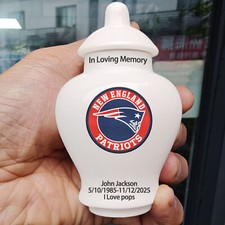 In Loving Memory
NEW ENGLAND
PATRIOTS
John Jackson
5/10/1985-11/12/2025
I Love pops